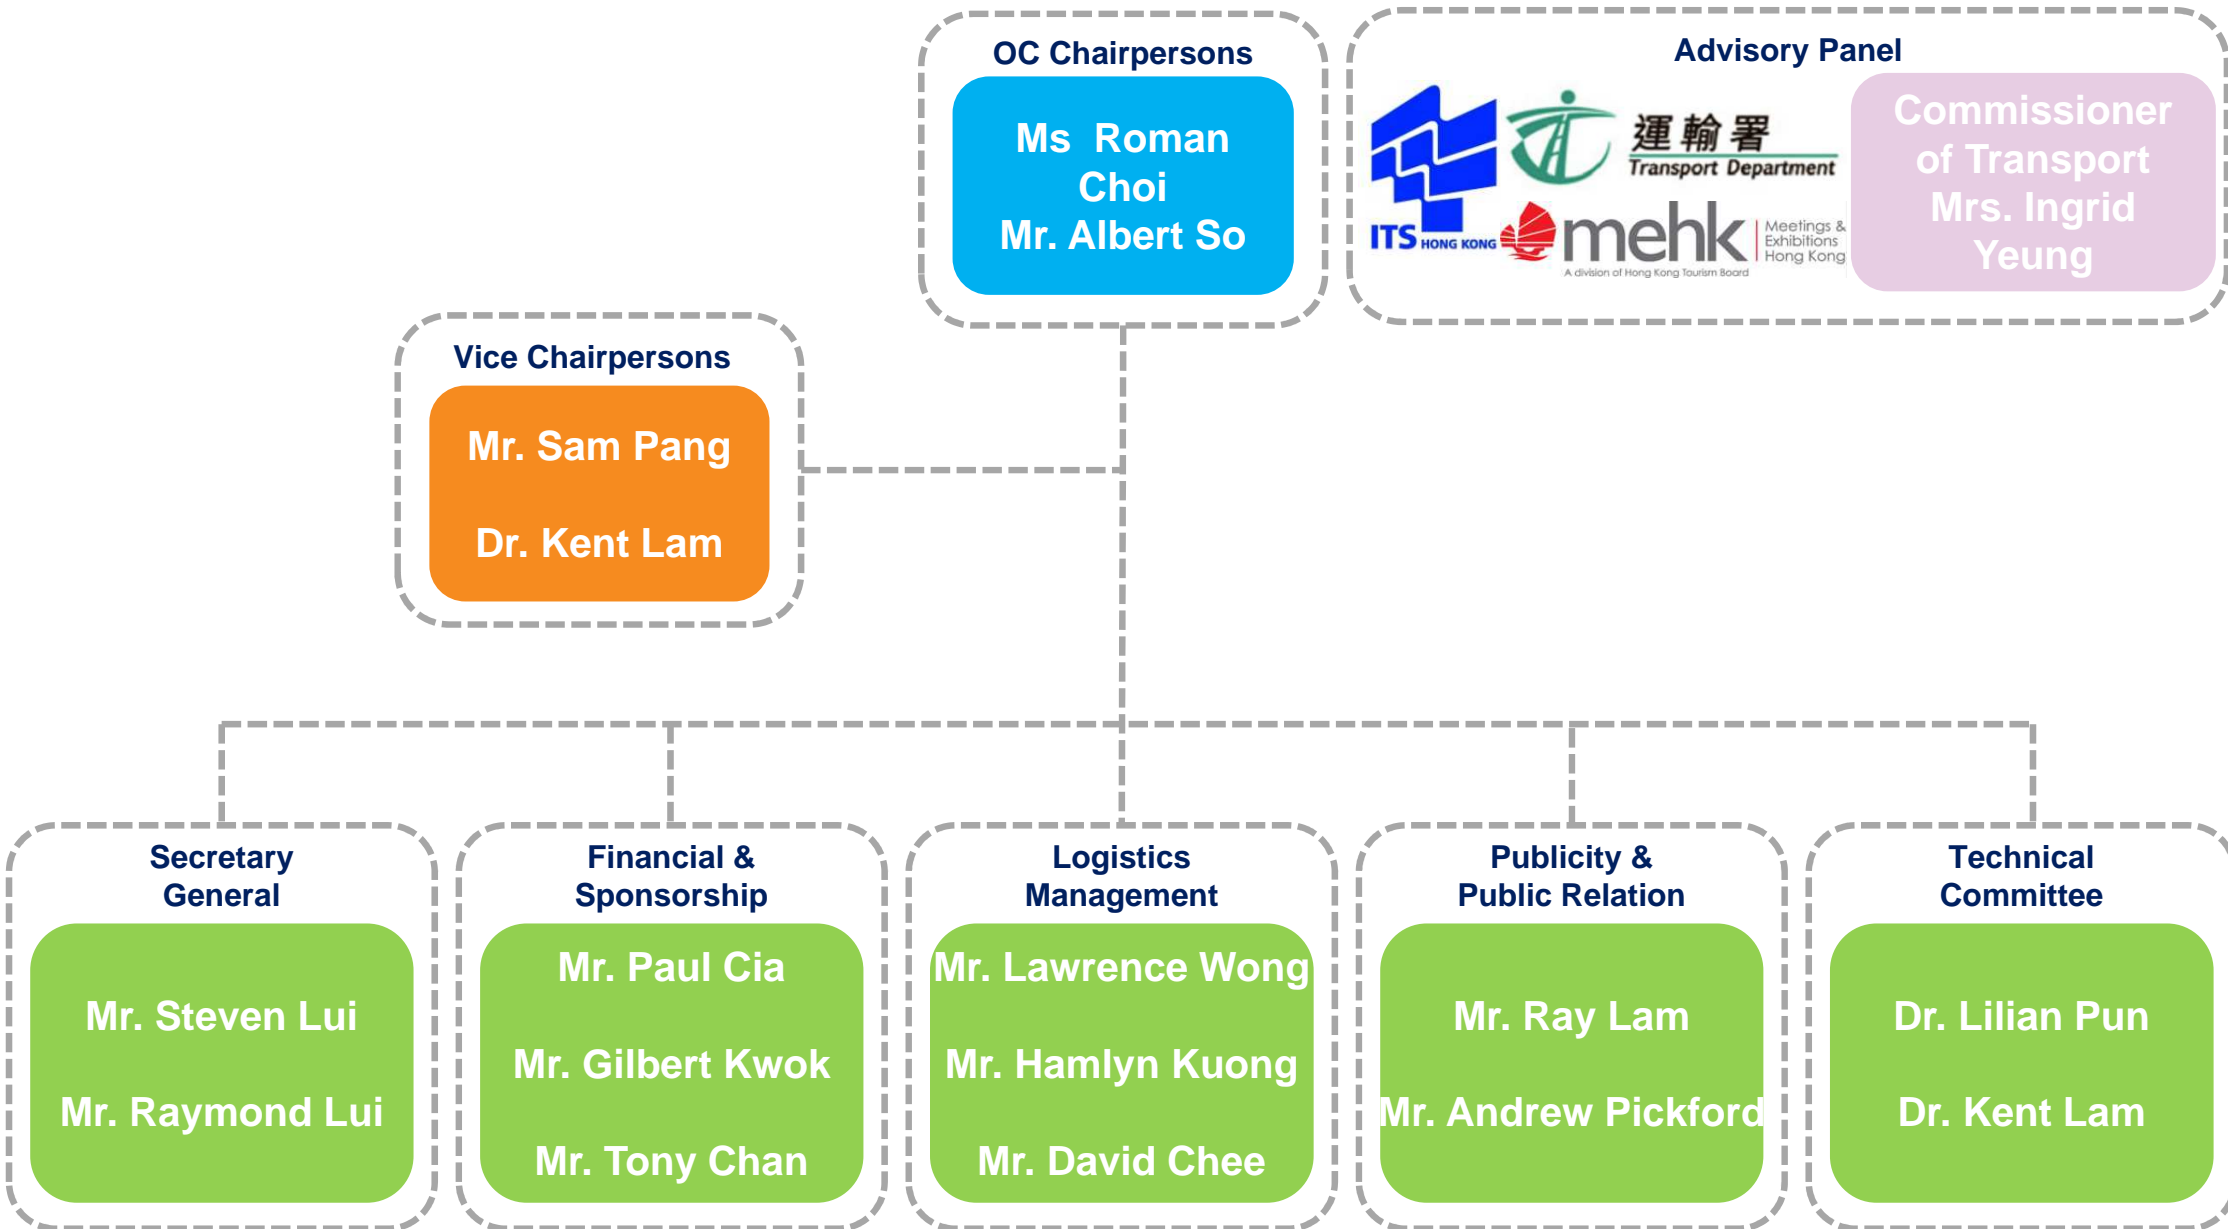 OC Chairpersons
Ms  Roman
Choi
Mr. Albert So
Advisory Panel
ITS HONG KONG
運輸署
Transport Department
mehk
Meetings &
Exhibitions
Hong Kong
A division of Hong Kong Tourism Board
Commissioner
of Transport
Mrs. Ingrid
Yeung
Vice Chairpersons
Mr. Sam Pang
Dr. Kent Lam
Secretary
General
Mr. Steven Lui
Mr. Raymond Lui
Financial &
Sponsorship
Mr. Paul Cia
Mr. Gilbert Kwok
Mr. Tony Chan
Logistics
Management
Mr. Lawrence Wong
Mr. Hamlyn Kuong
Mr. David Chee
Publicity &
Public Relation
Mr. Ray Lam
Mr. Andrew Pickford
Technical
Committee
Dr. Lilian Pun
Dr. Kent Lam